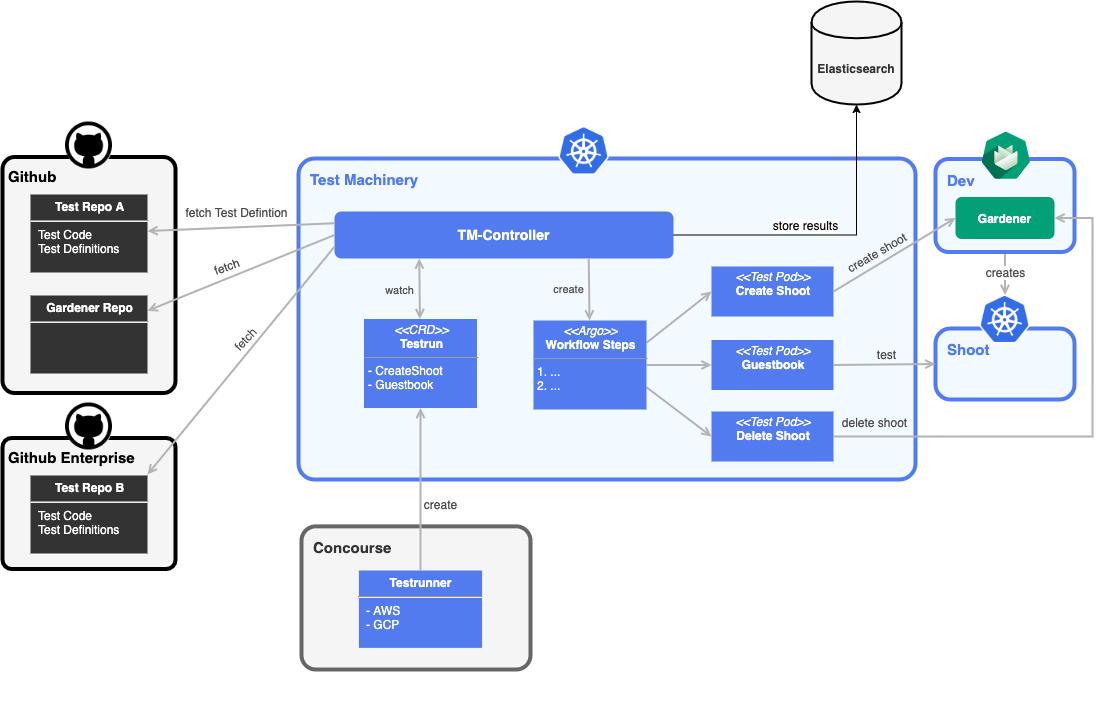 Elasticsearch
Github
Test Repo A
Test Code
Test Definitions
Gardener Repo
Github Enterprise
Test Repo B
Test Code
Test Definitions
fetch Test Defintion
fetch
fetch
Test Machinery
TM-Controller
store results
watch
create
<<CRD>>
Testrun
- CreateShoot
- Guestbook
<<Argo>>
Workflow Steps
1. ...
2. ...
<<Test Pod>>
Create Shoot
<<Test Pod>>
Guestbook
<<Test Pod>>
Delete Shoot
create shoot
test
delete shoot
Dev
Gardener
creates
Shoot
create
Concourse
Testrunner
- AWS
- GCP